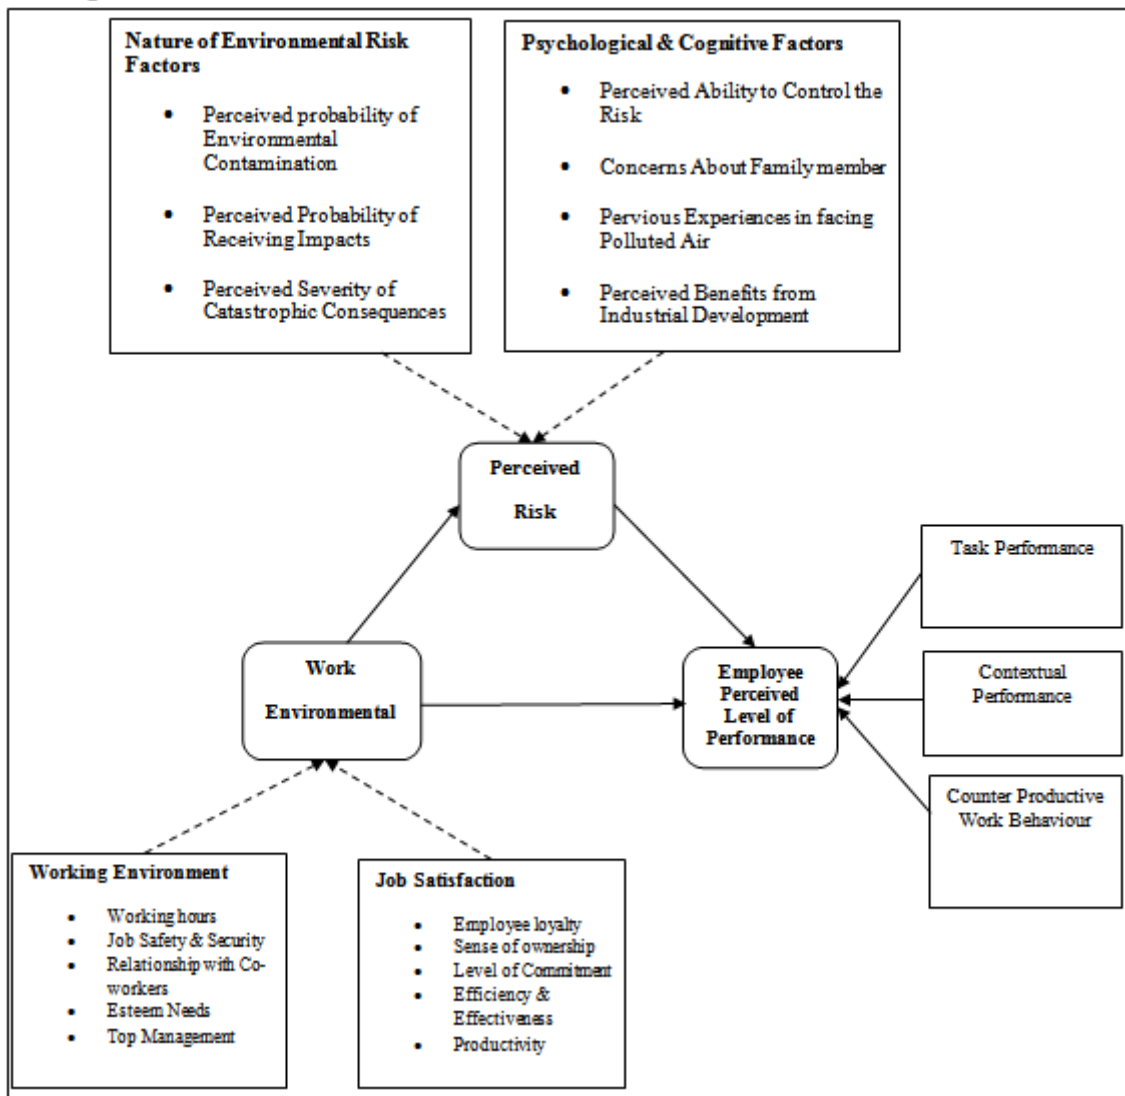 Nature of Environmental Risk
Factors
• Perceived probability of
Environmental
Contamination
• Perceived Probability of
Receiving Impacts
• Perceived Severity of
Catastrophic Consequences
Psychological & Cognitive Factors
• Perceived Ability to Control the
Risk
• Concerns About Family member
• Pervious Experiences in facing
Polluted Air
• Perceived Benefits from
Industrial Development
Perceived
Risk
Work
Environmental
Employee
Perceived
Level of
Performance
Task Performance
Contextual
Performance
Counter Productive
Work Behaviour
Working Environment
• Working hours
• Job Safety & Security
• Relationship with Co-
workers
• Esteem Needs
• Top Management
Job Satisfaction
• Employee loyalty
• Sense of ownership
• Level of Commitment
• Efficiency &
Effectiveness
• Productivity